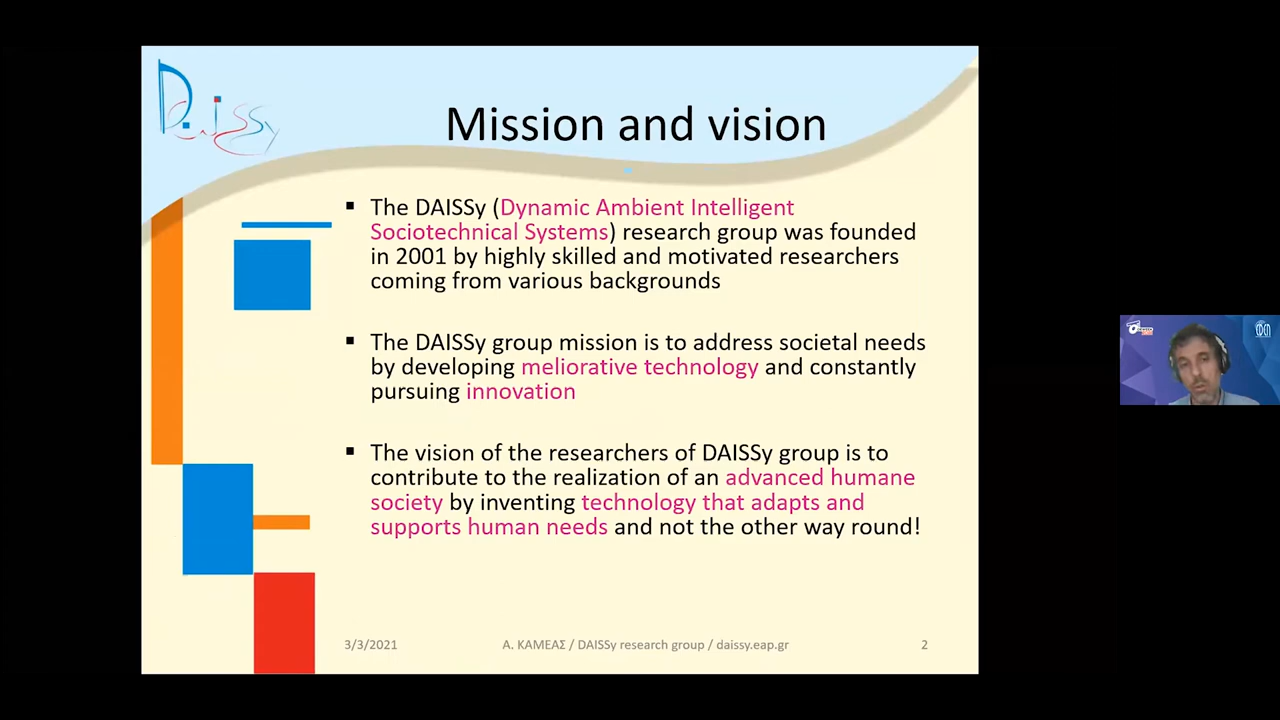 Daissy
Mission and vision
▪ The DAISSy (Dynamic Ambient Intelligent
Sociotechnical Systems) research group was founded
in 2001 by highly skilled and motivated researchers
coming from various backgrounds
▪ The DAISSy group mission is to address societal needs
by developing meliorative technology and constantly
pursuing innovation
▪ The vision of the researchers of DAISSy group is to
contribute to the realization of an advanced humane
society by inventing technology that adapts and
supports human needs and not the other way round!
3/3/2021
Α. ΚΑΜΕΑΣ / DAISSy research group / daissy.eap.gr
2